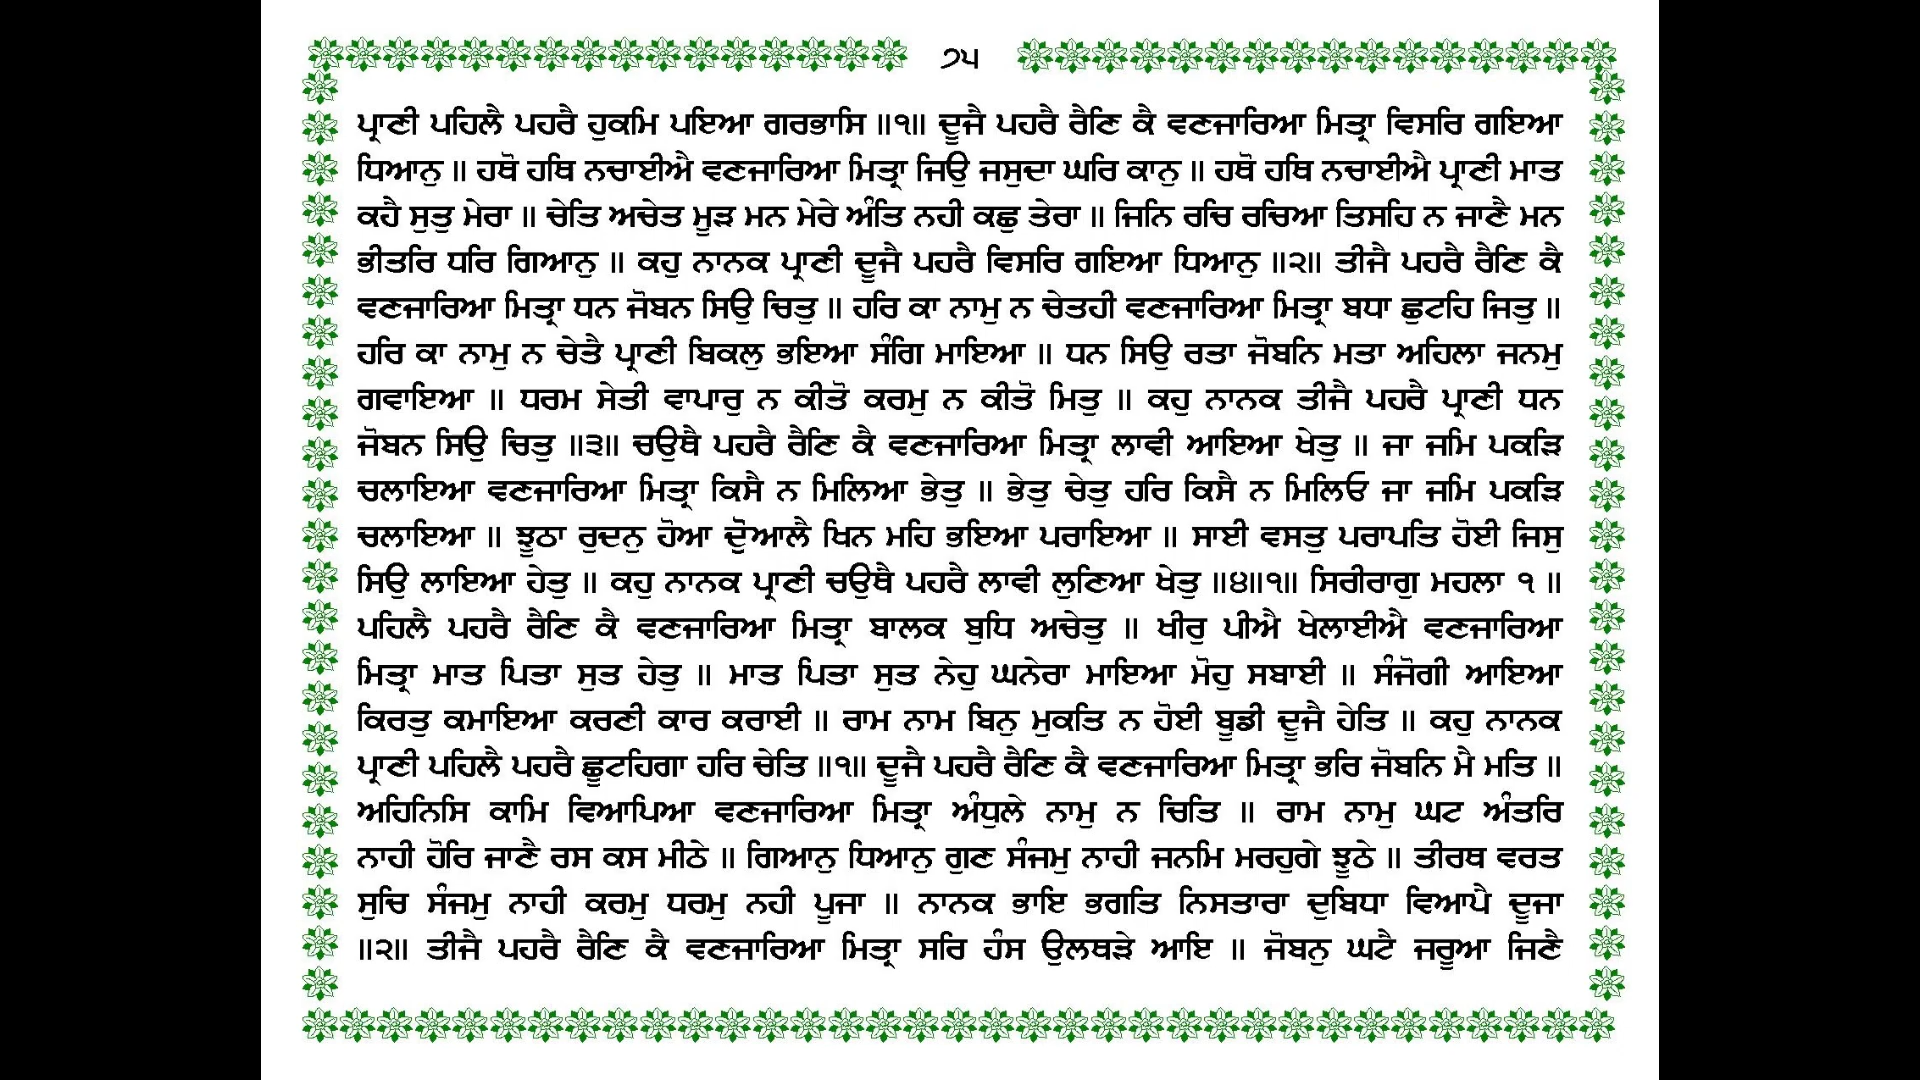 ੭੫
ਪ੍ਰਾਣੀ ਪਹਿਲੈ ਪਹਰੈ ਹੁਕਮਿ ਪਇਆ ਗਰਭਾਸਿ ॥੧॥ ਦੂਜੈ ਪਹਰੈ ਰੈਣਿ ਕੈ ਵਣਜਾਰਿਆ ਮਿਤ੍ਰਾ ਵਿਸਰਿ ਗਇਆ
ਧਿਆਨੁ ॥ ਹਥੋ ਹਥਿ ਨਚਾਈਐ ਵਣਜਾਰਿਆ ਮਿਤ੍ਰਾ ਜਿਉ ਜਸੁਦਾ ਘਰਿ ਕਾਨੁ ॥ ਹਥੋ ਹਥਿ ਨਚਾਈਐ ਪ੍ਰਾਣੀ ਮਾਤ
ਕਹੈ ਸੁਤੁ ਮੇਰਾ ॥ ਚੇਤਿ ਅਚੇਤ ਮੂੜ ਮਨ ਮੇਰੇ ਅੰਤਿ ਨਹੀ ਕਛੁ ਤੇਰਾ ॥ ਜਿਨਿ ਰਚਿ ਰਚਿਆ ਤਿਸਹਿ ਨ ਜਾਣੈ ਮਨ
ਭੀਤਰਿ ਧਰਿ ਗਿਆਨੁ ॥ ਕਹੁ ਨਾਨਕ ਪ੍ਰਾਣੀ ਦੂਜੈ ਪਹਰੈ ਵਿਸਰਿ ਗਇਆ ਧਿਆਨੁ ॥੨॥ ਤੀਜੈ ਪਹਰੈ ਰੈਣਿ ਕੈ
ਵਣਜਾਰਿਆ ਮਿਤ੍ਰਾ ਧਨ ਜੋਬਨ ਸਿਉ ਚਿਤੁ ॥ ਹਰਿ ਕਾ ਨਾਮੁ ਨ ਚੇਤਹੀ ਵਣਜਾਰਿਆ ਮਿਤ੍ਰਾ ਬਧਾ ਛੁਟਹਿ ਜਿਤੁ ॥
ਹਰਿ ਕਾ ਨਾਮੁ ਨ ਚੇਤੈ ਪ੍ਰਾਣੀ ਬਿਕਲੁ ਭਇਆ ਸੰਗਿ ਮਾਇਆ ॥ ਧਨ ਸਿਉ ਰਤਾ ਜੋਬਨਿ ਮਤਾ ਅਹਿਲਾ ਜਨਮੁ
ਗਵਾਇਆ ॥ ਧਰਮ ਸੇਤੀ ਵਾਪਾਰੁ ਨ ਕੀਤੋ ਕਰਮੁ ਨ ਕੀਤੋ ਮਿਤੁ ॥ ਕਹੁ ਨਾਨਕ ਤੀਜੈ ਪਹਰੈ ਪ੍ਰਾਣੀ ਧਨ
ਜੋਬਨ ਸਿਉ ਚਿਤੁ ॥੩॥ ਚਉਥੈ ਪਹਰੈ ਰੈਣਿ ਕੈ ਵਣਜਾਰਿਆ ਮਿਤ੍ਰਾ ਲਾਵੀ ਆਇਆ ਖੇਤੁ ॥ ਜਾ ਜਮਿ ਪਕੜਿ
ਚਲਾਇਆ ਵਣਜਾਰਿਆ ਮਿਤ੍ਰਾ ਕਿਸੈ ਨ ਮਿਲਿਆ ਭੇਤੁ ॥ ਭੇਤੁ ਚੇਤੁ ਹਰਿ ਕਿਸੈ ਨ ਮਿਲਿਓ ਜਾ ਜਮਿ ਪਕੜਿ
ਚਲਾਇਆ ॥ ਝੂਠਾ ਰੁਦਨੁ ਹੋਆ ਦੋੁਆਲੈ ਖਿਨ ਮਹਿ ਭਇਆ ਪਰਾਇਆ ॥ ਸਾਈ ਵਸਤੁ ਪਰਾਪਤਿ ਹੋਈ ਜਿਸੁ
ਸਿਉ ਲਾਇਆ ਹੇਤੁ ॥ ਕਹੁ ਨਾਨਕ ਪ੍ਰਾਣੀ ਚਉਥੈ ਪਹਰੈ ਲਾਵੀ ਲੁਣਿਆ ਖੇਤੁ ॥੪॥੧॥ ਸਿਰੀਰਾਗੁ ਮਹਲਾ ੧ ॥
ਪਹਿਲੈ ਪਹਰੈ ਰੈਣਿ ਕੈ ਵਣਜਾਰਿਆ ਮਿਤ੍ਰਾ ਬਾਲਕ ਬੁਧਿ ਅਚੇਤੁ ॥ ਖੀਰੁ ਪੀਐ ਖੇਲਾਈਐ ਵਣਜਾਰਿਆ
ਮਿਤ੍ਰਾ ਮਾਤ ਪਿਤਾ ਸੁਤ ਹੇਤੁ ॥ ਮਾਤ ਪਿਤਾ ਸੁਤ ਨੇਹੁ ਘਨੇਰਾ ਮਾਇਆ ਮੋਹੁ ਸਬਾਈ ॥ ਸੰਜੋਗੀ ਆਇਆ
ਕਿਰਤੁ ਕਮਾਇਆ ਕਰਣੀ ਕਾਰ ਕਰਾਈ ॥ ਰਾਮ ਨਾਮ ਬਿਨੁ ਮੁਕਤਿ ਨ ਹੋਈ ਬੂਡੀ ਦੂਜੈ ਹੇਤਿ ॥ ਕਹੁ ਨਾਨਕ
ਪ੍ਰਾਣੀ ਪਹਿਲੈ ਪਹਰੈ ਛੂਟਹਿਗਾ ਹਰਿ ਚੇਤਿ ॥੧॥ ਦੂਜੈ ਪਹਰੈ ਰੈਣਿ ਕੈ ਵਣਜਾਰਿਆ ਮਿਤ੍ਰਾ ਭਰਿ ਜੋਬਨਿ ਮੈ ਮਤਿ ॥
ਅਹਿਨਿਸਿ ਕਾਮਿ ਵਿਆਪਿਆ ਵਣਜਾਰਿਆ ਮਿਤ੍ਰਾ ਅੰਧੁਲੇ ਨਾਮੁ ਨ ਚਿਤਿ ॥ ਰਾਮ ਨਾਮੁ ਘਟ ਅੰਤਰਿ
ਨਾਹੀ ਹੋਰਿ ਜਾਣੈ ਰਸ ਕਸ ਮੀਠੇ ॥ ਗਿਆਨੁ ਧਿਆਨੁ ਗੁਣ ਸੰਜਮੁ ਨਾਹੀ ਜਨਮਿ ਮਰਹੁਗੇ ਝੂਠੇ ॥ ਤੀਰਥ ਵਰਤ
ਸੁਚਿ ਸੰਜਮੁ ਨਾਹੀ ਕਰਮੁ ਧਰਮੁ ਨਹੀ ਪੂਜਾ ॥ ਨਾਨਕ ਭਾਇ ਭਗਤਿ ਨਿਸਤਾਰਾ ਦੁਬਿਧਾ ਵਿਆਪੈ ਦੂਜਾ
॥੨॥ ਤੀਜੈ ਪਹਰੈ ਰੈਣਿ ਕੈ ਵਣਜਾਰਿਆ ਮਿਤ੍ਰਾ ਸਰਿ ਹੰਸ ਉਲਥੜੇ ਆਇ ॥ ਜੋਬਨੁ ਘਟੈ ਜਰੂਆ ਜਿਣੈ